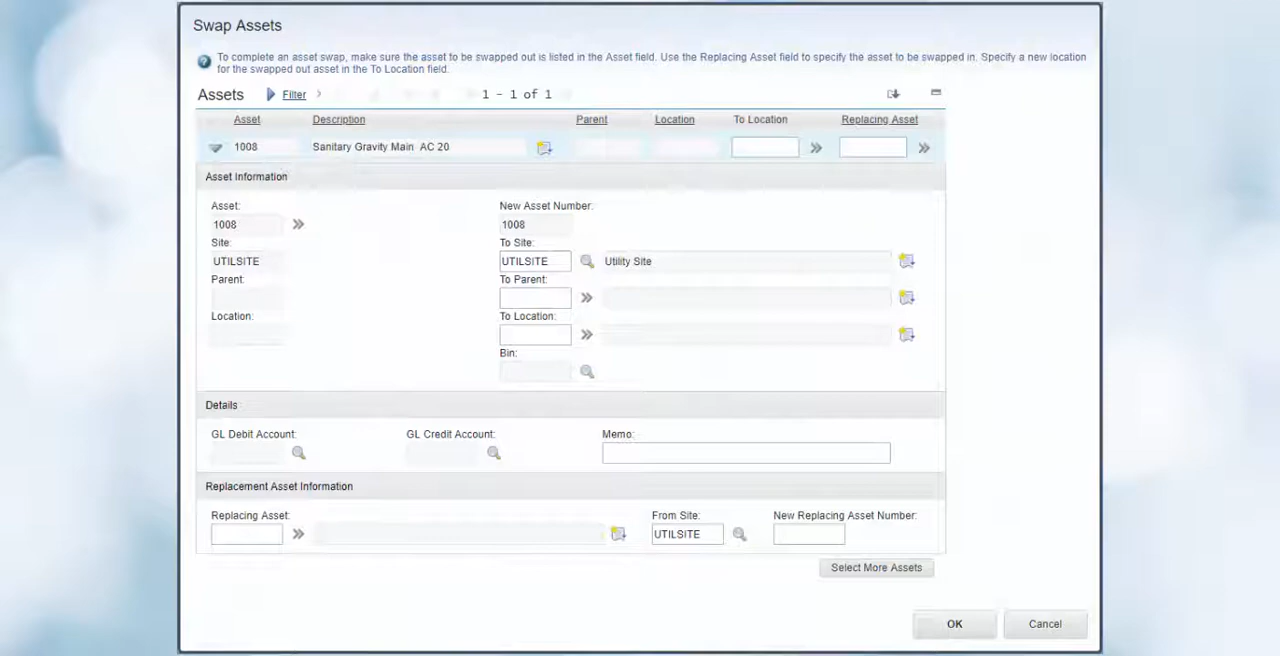 Swap Assets
To complete an asset swap, make sure the asset to be swapped out is listed in the Asset field. Use the Replacing Asset field to specify the asset to be swapped in. Specify a new location
for the swapped out asset in the To Location field.
Assets Filter 1 - 1 of 1
Asset Description Parent Location To Location Replacing Asset
1008 Sanitary Gravity Main AC 20
Asset Information
Asset: New Asset Number:
1008 1008
Site: To Site:
UTILSITE UTILSITE Utility Site
Parent: To Parent:
Location: To Location:
Bin:
Details
GL Debit Account: GL Credit Account: Memo:
Replacement Asset Information
Replacing Asset: From Site: New Replacing Asset Number:
UTILSITE
Select More Assets
OK Cancel